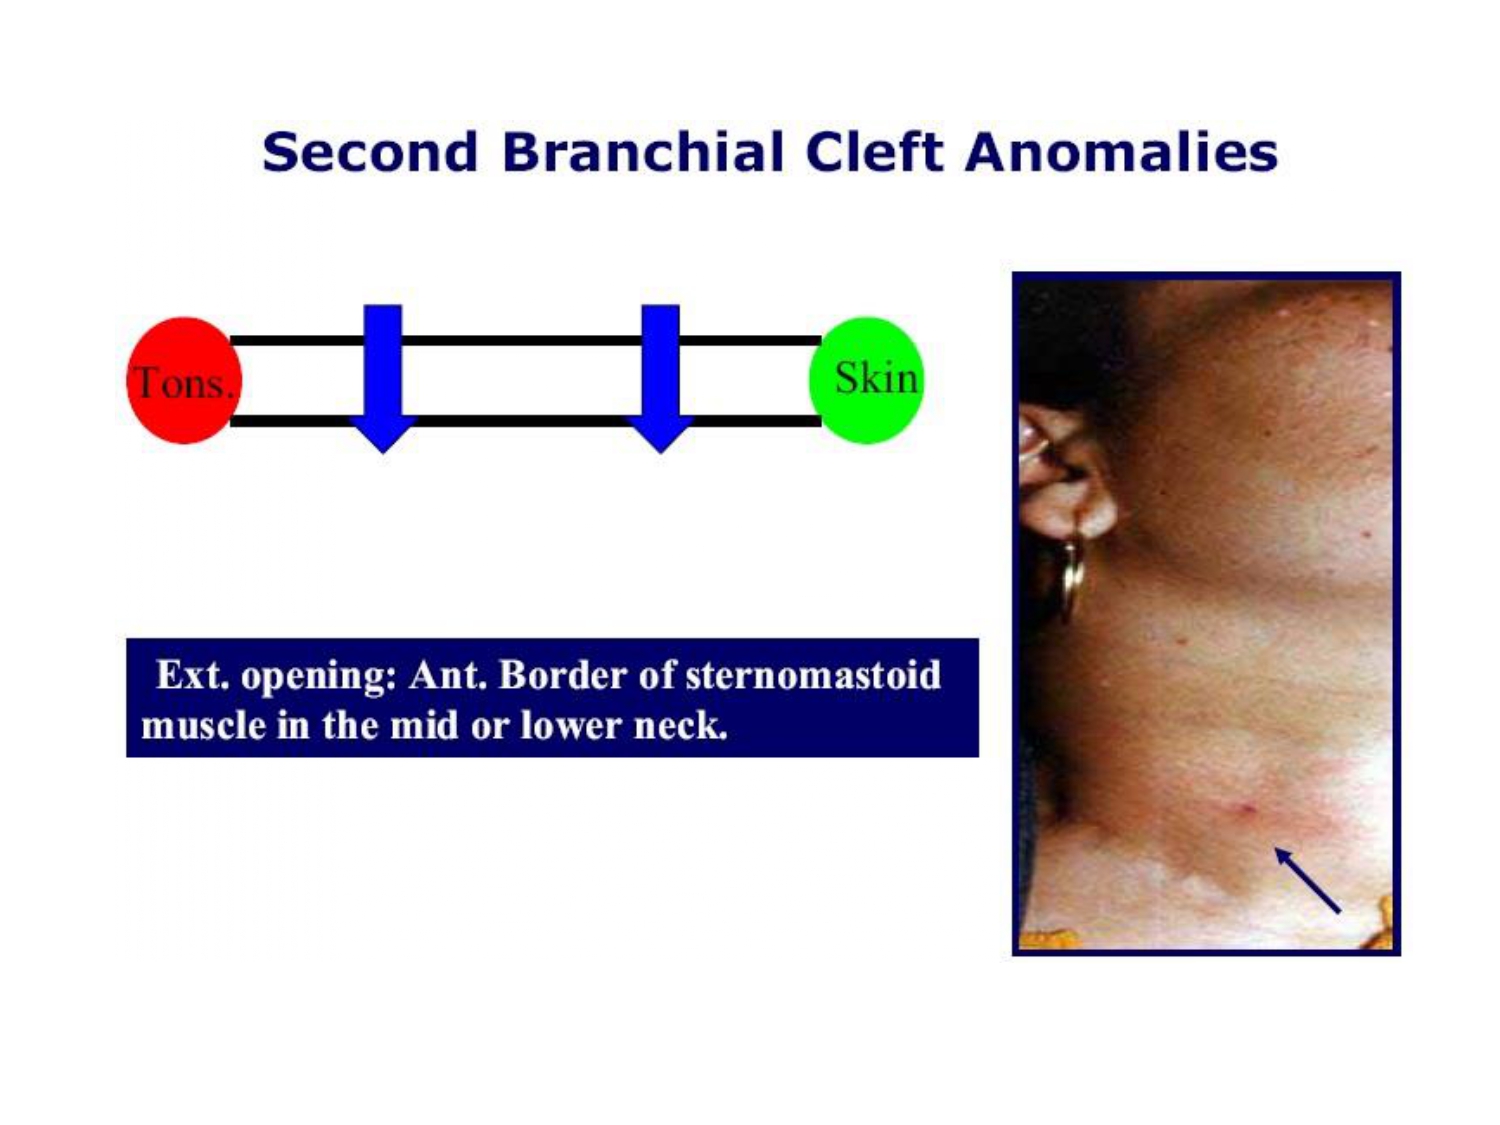 Second Branchial Cleft Anomalies
Tons.
Skin
Ext. opening: Ant. Border of sternomastoid
muscle in the mid or lower neck.